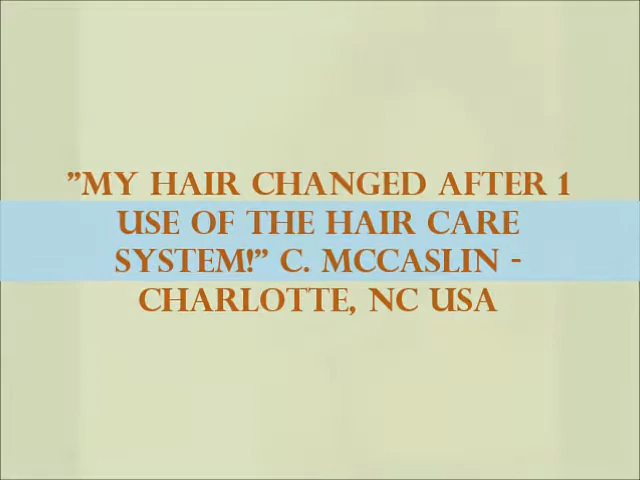 "MY HAIR CHANGED AFTER 1
USE OF THE HAIR CARE
SYSTEM!" C. MCCASLIN -
CHARLOTTE, NC USA